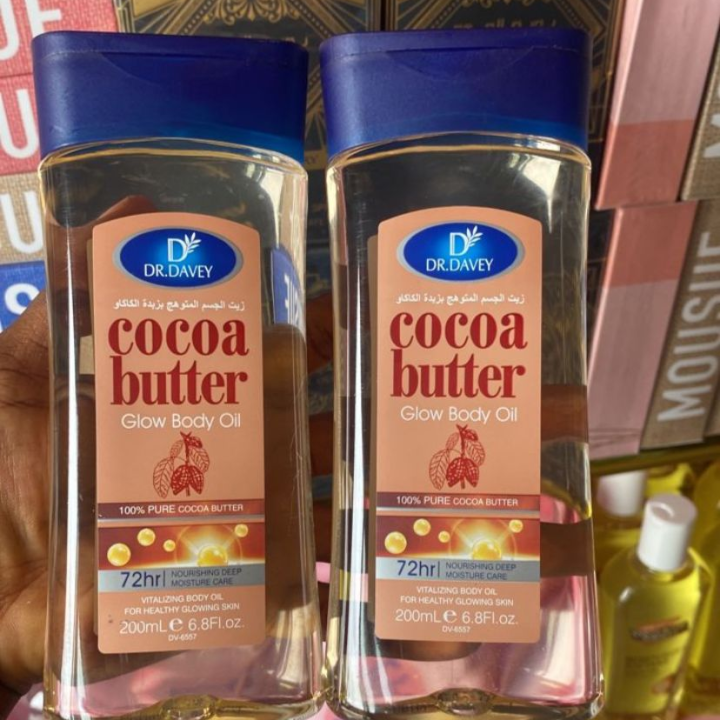 DR.DAVEY
زيت الجسم المتوهج بزبدة الكاكاو
cocoa
butter
Glow Body Oil
100% PURE COCOA BUTTER
72hr NOURISHING DEEP
MOISTURE CARE
VITALIZING BODY OIL
FOR HEALTHY GLOWING SKIN
200mL e 6.8Fl.oz.
DV-6557
DR.DAVEY
زيت الجسم المتوهج بزبدة الكاكاو
cocoa
butter
Glow Body Oil
100% PURE COCOA BUTTER
72hr NOURISHING DEEP
MOISTURE CARE
VITALIZING BODY OIL
FOR HEALTHY GLOWING SKIN
200mL e 6.8Fl.oz.
DV-6557
MOUSUF